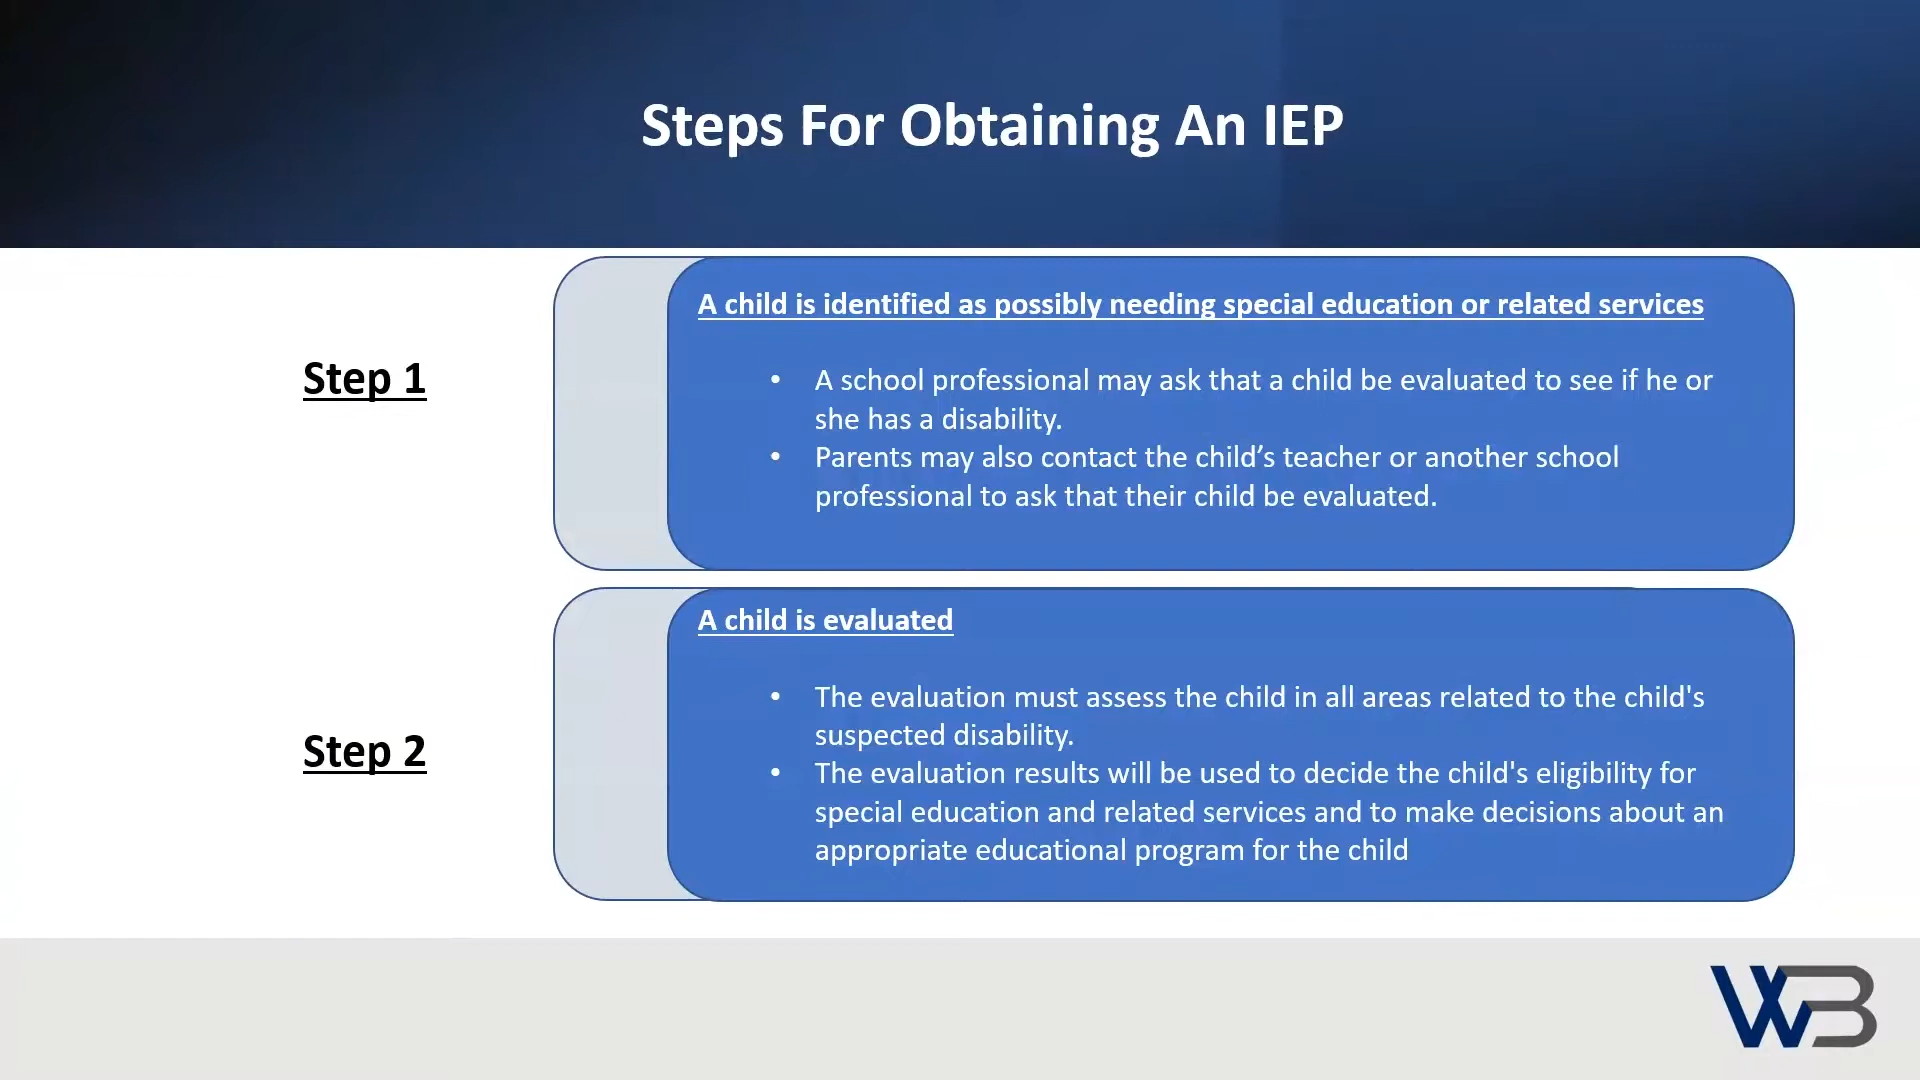 Steps For Obtaining An IEP
Step 1
A child is identified as possibly needing special education or related services
• A school professional may ask that a child be evaluated to see if he or
she has a disability.
• Parents may also contact the child’s teacher or another school
professional to ask that their child be evaluated.
Step 2
A child is evaluated
• The evaluation must assess the child in all areas related to the child's
suspected disability.
• The evaluation results will be used to decide the child's eligibility for
special education and related services and to make decisions about an
appropriate educational program for the child
WB